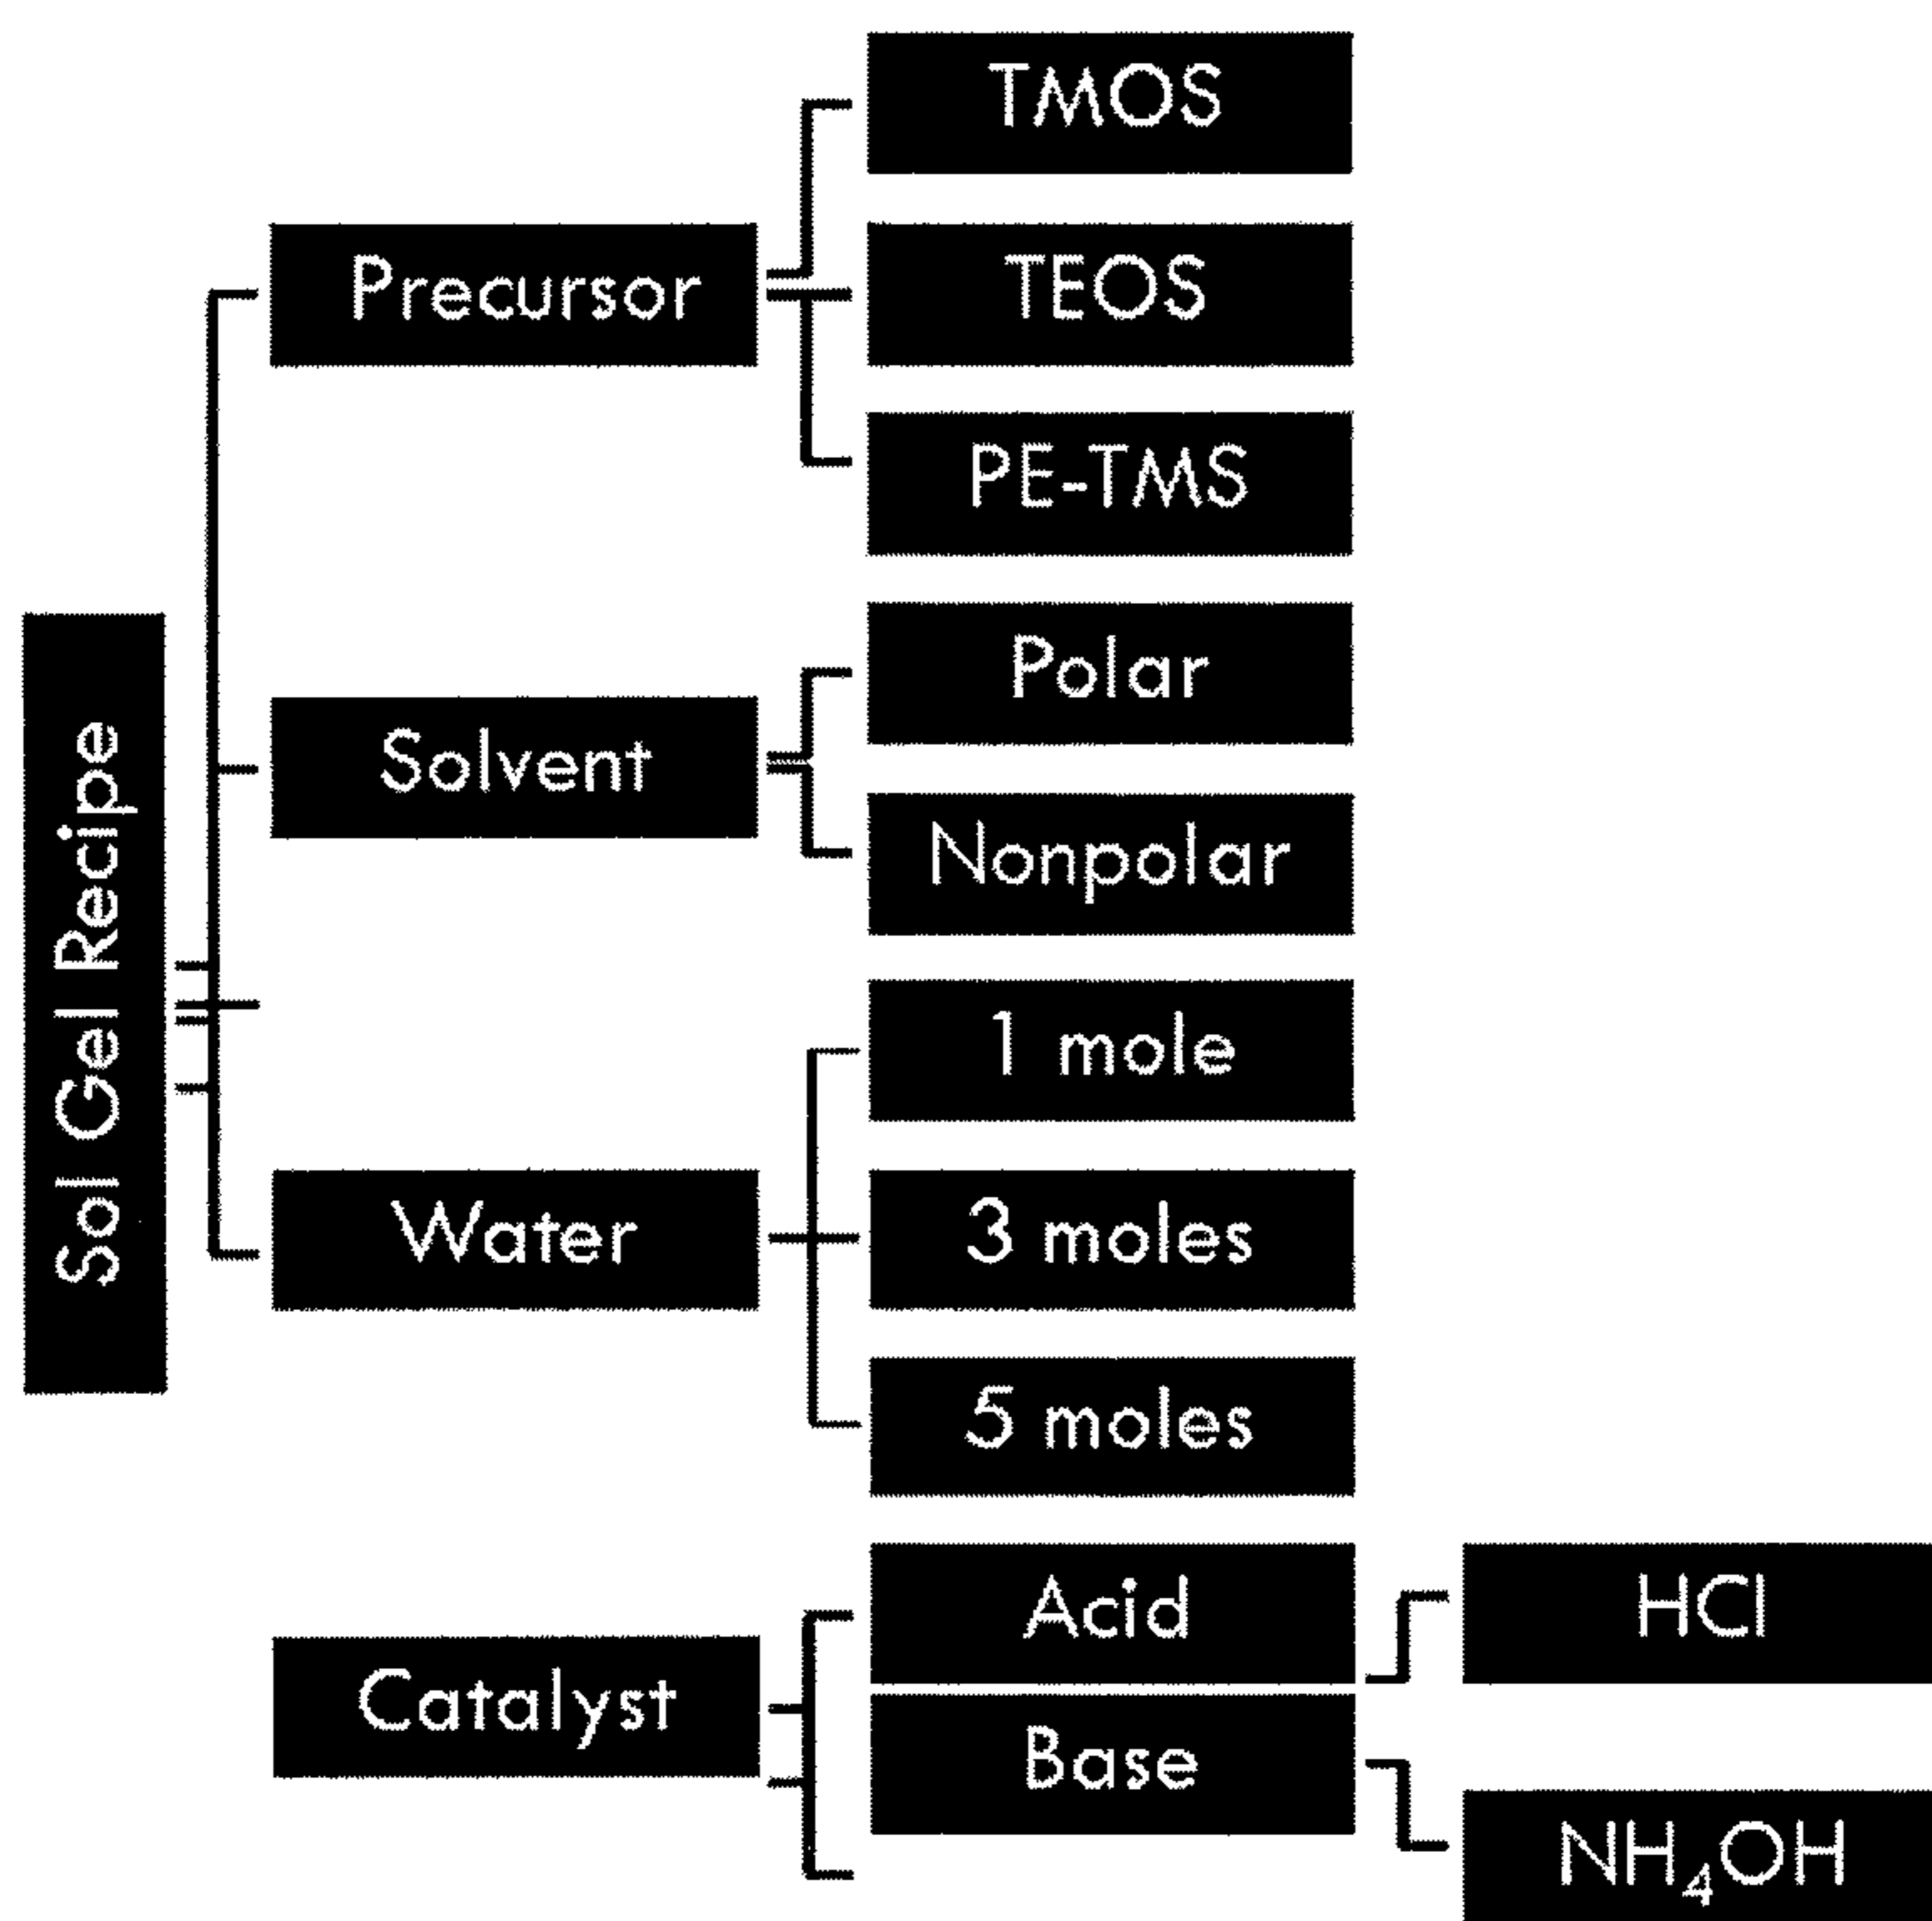 Sol Gel Recipe
Precursor
TMOS
TEOS
PE-TMS
Solvent
Polar
Nonpolar
Water
1 mole
3 moles
5 moles
Catalyst
Acid
HCl
Base
NH₄OH